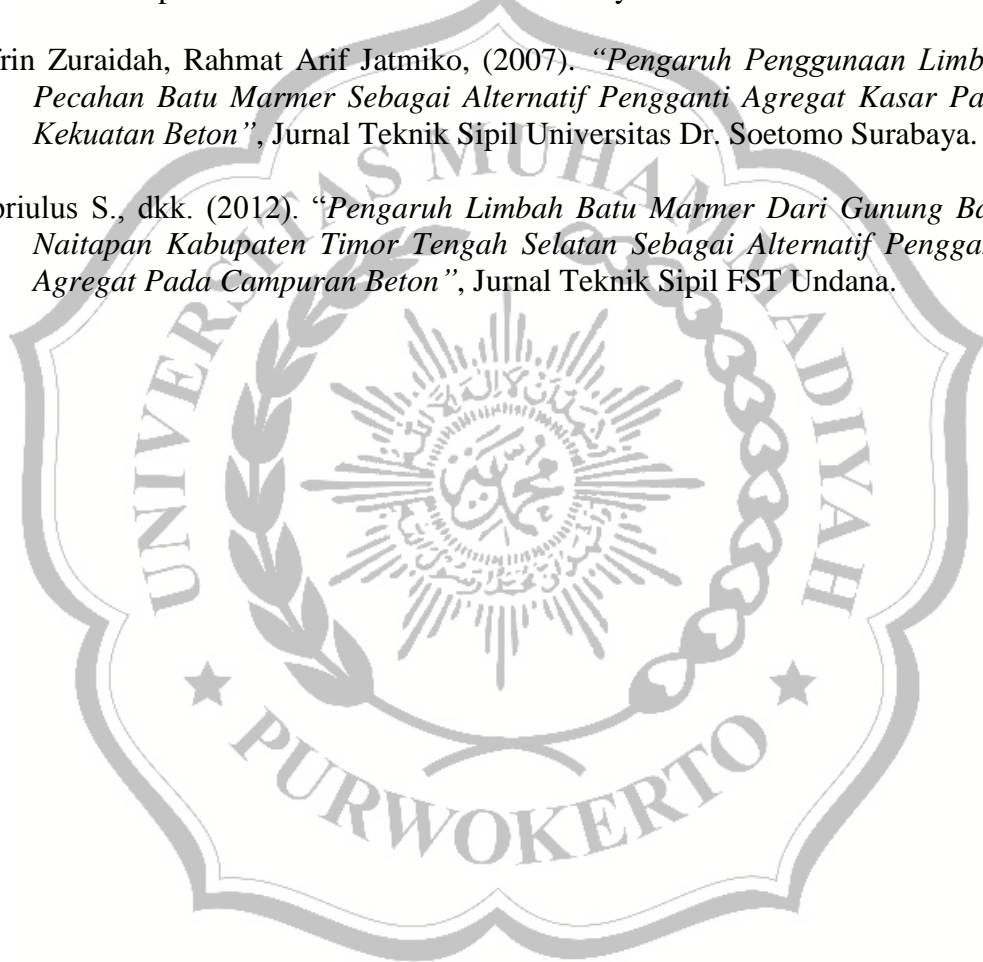 frin Zuraidah, Rahmat Arif Jatmiko, (2007). “Pengaruh Penggunaan Limb
Pecahan Batu Marmer Sebagai Alternatif Pengganti Agregat Kasar Pa
Kekuatan Beton”, Jurnal Teknik Sipil Universitas Dr. Soetomo Surabaya.
priulus S., dkk. (2012). “Pengaruh Limbah Batu Marmer Dari Gunung Ba
Naitapan Kabupaten Timor Tengah Selatan Sebagai Alternatif Pengga
Agregat Pada Campuran Beton”, Jurnal Teknik Sipil FST Undana.
UNIVERSITAS MUHAMMADIYAH
PURWOKERTO